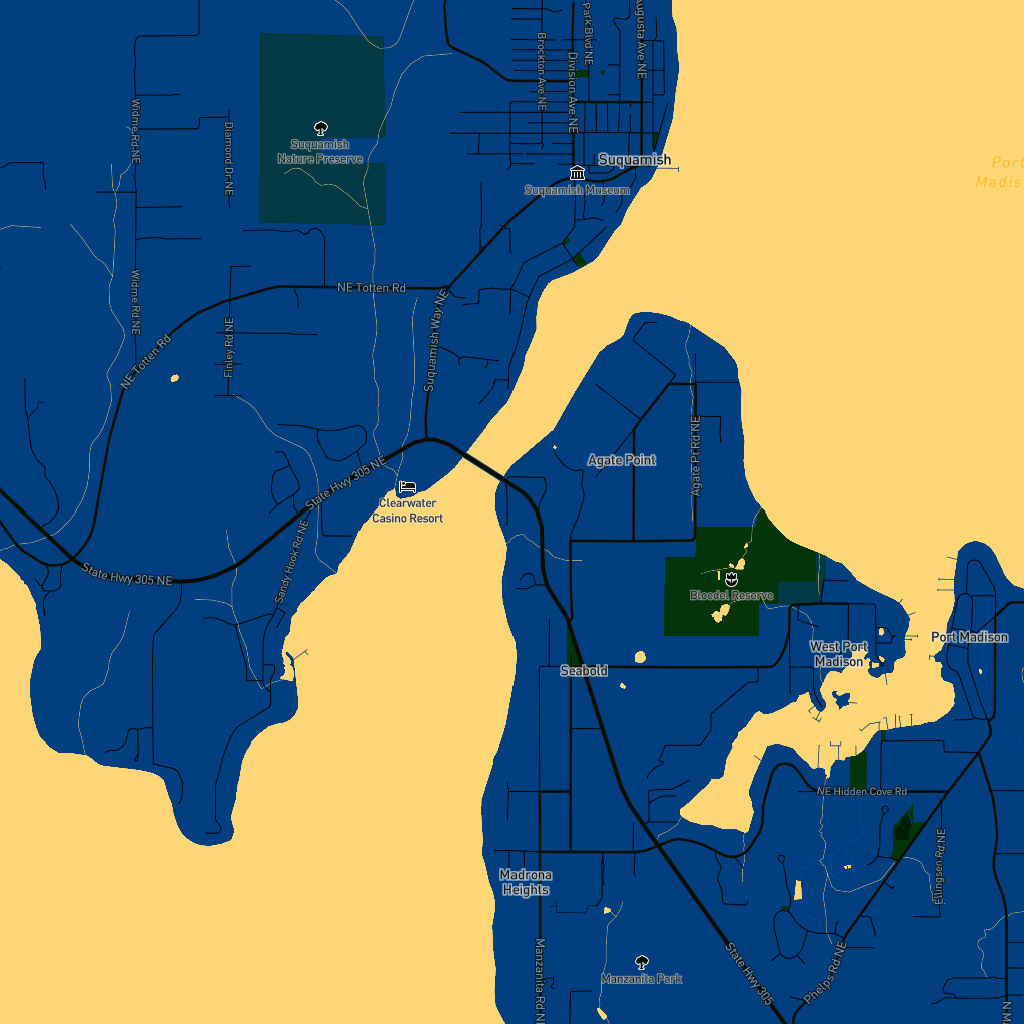 Park Blvd NE
Augusta Ave NE
Brockton Ave NE
Division Ave NE
Widme Rd NE
Diamond Dr NE
Suquamish
Nature Preserve
Suquamish
Suquamish Museum
Port
Madis
Widme Rd NE
NE Totten Rd
Suquamish Way NE
NE Totten Rd
Finley Rd NE
Agate Pt Rd NE
Agate Point
State Hwy 305 NE
Clearwater
Casino Resort
Sandy Hook Rd NE
State Hwy 305 NE
Bloedel Reserve
Port Madison
West Port
Madison
Seabold
NE Hidden Cove Rd
Ellingsen Rd NE
Madrona
Heights
Manzanita Rd NE
State Hwy 305
Phelps Rd NE
Manzanita Park
N M